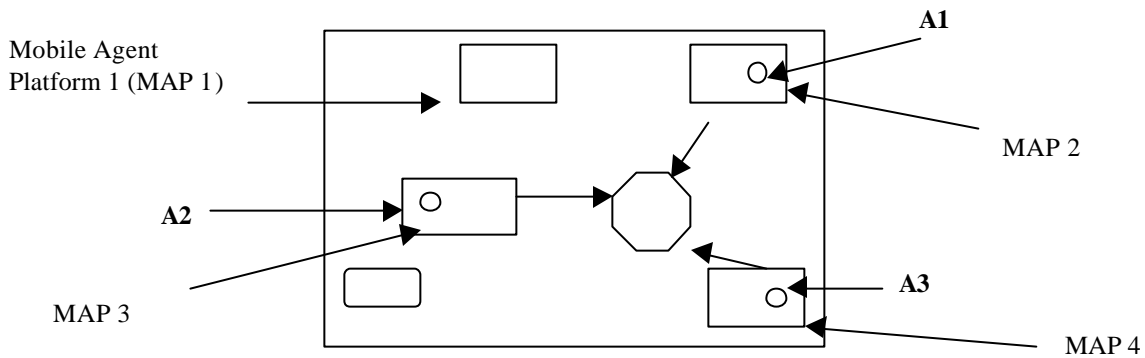 A1
Mobile Agent
Platform 1 (MAP 1)
MAP 2
A2
A3
MAP 3
MAP 4